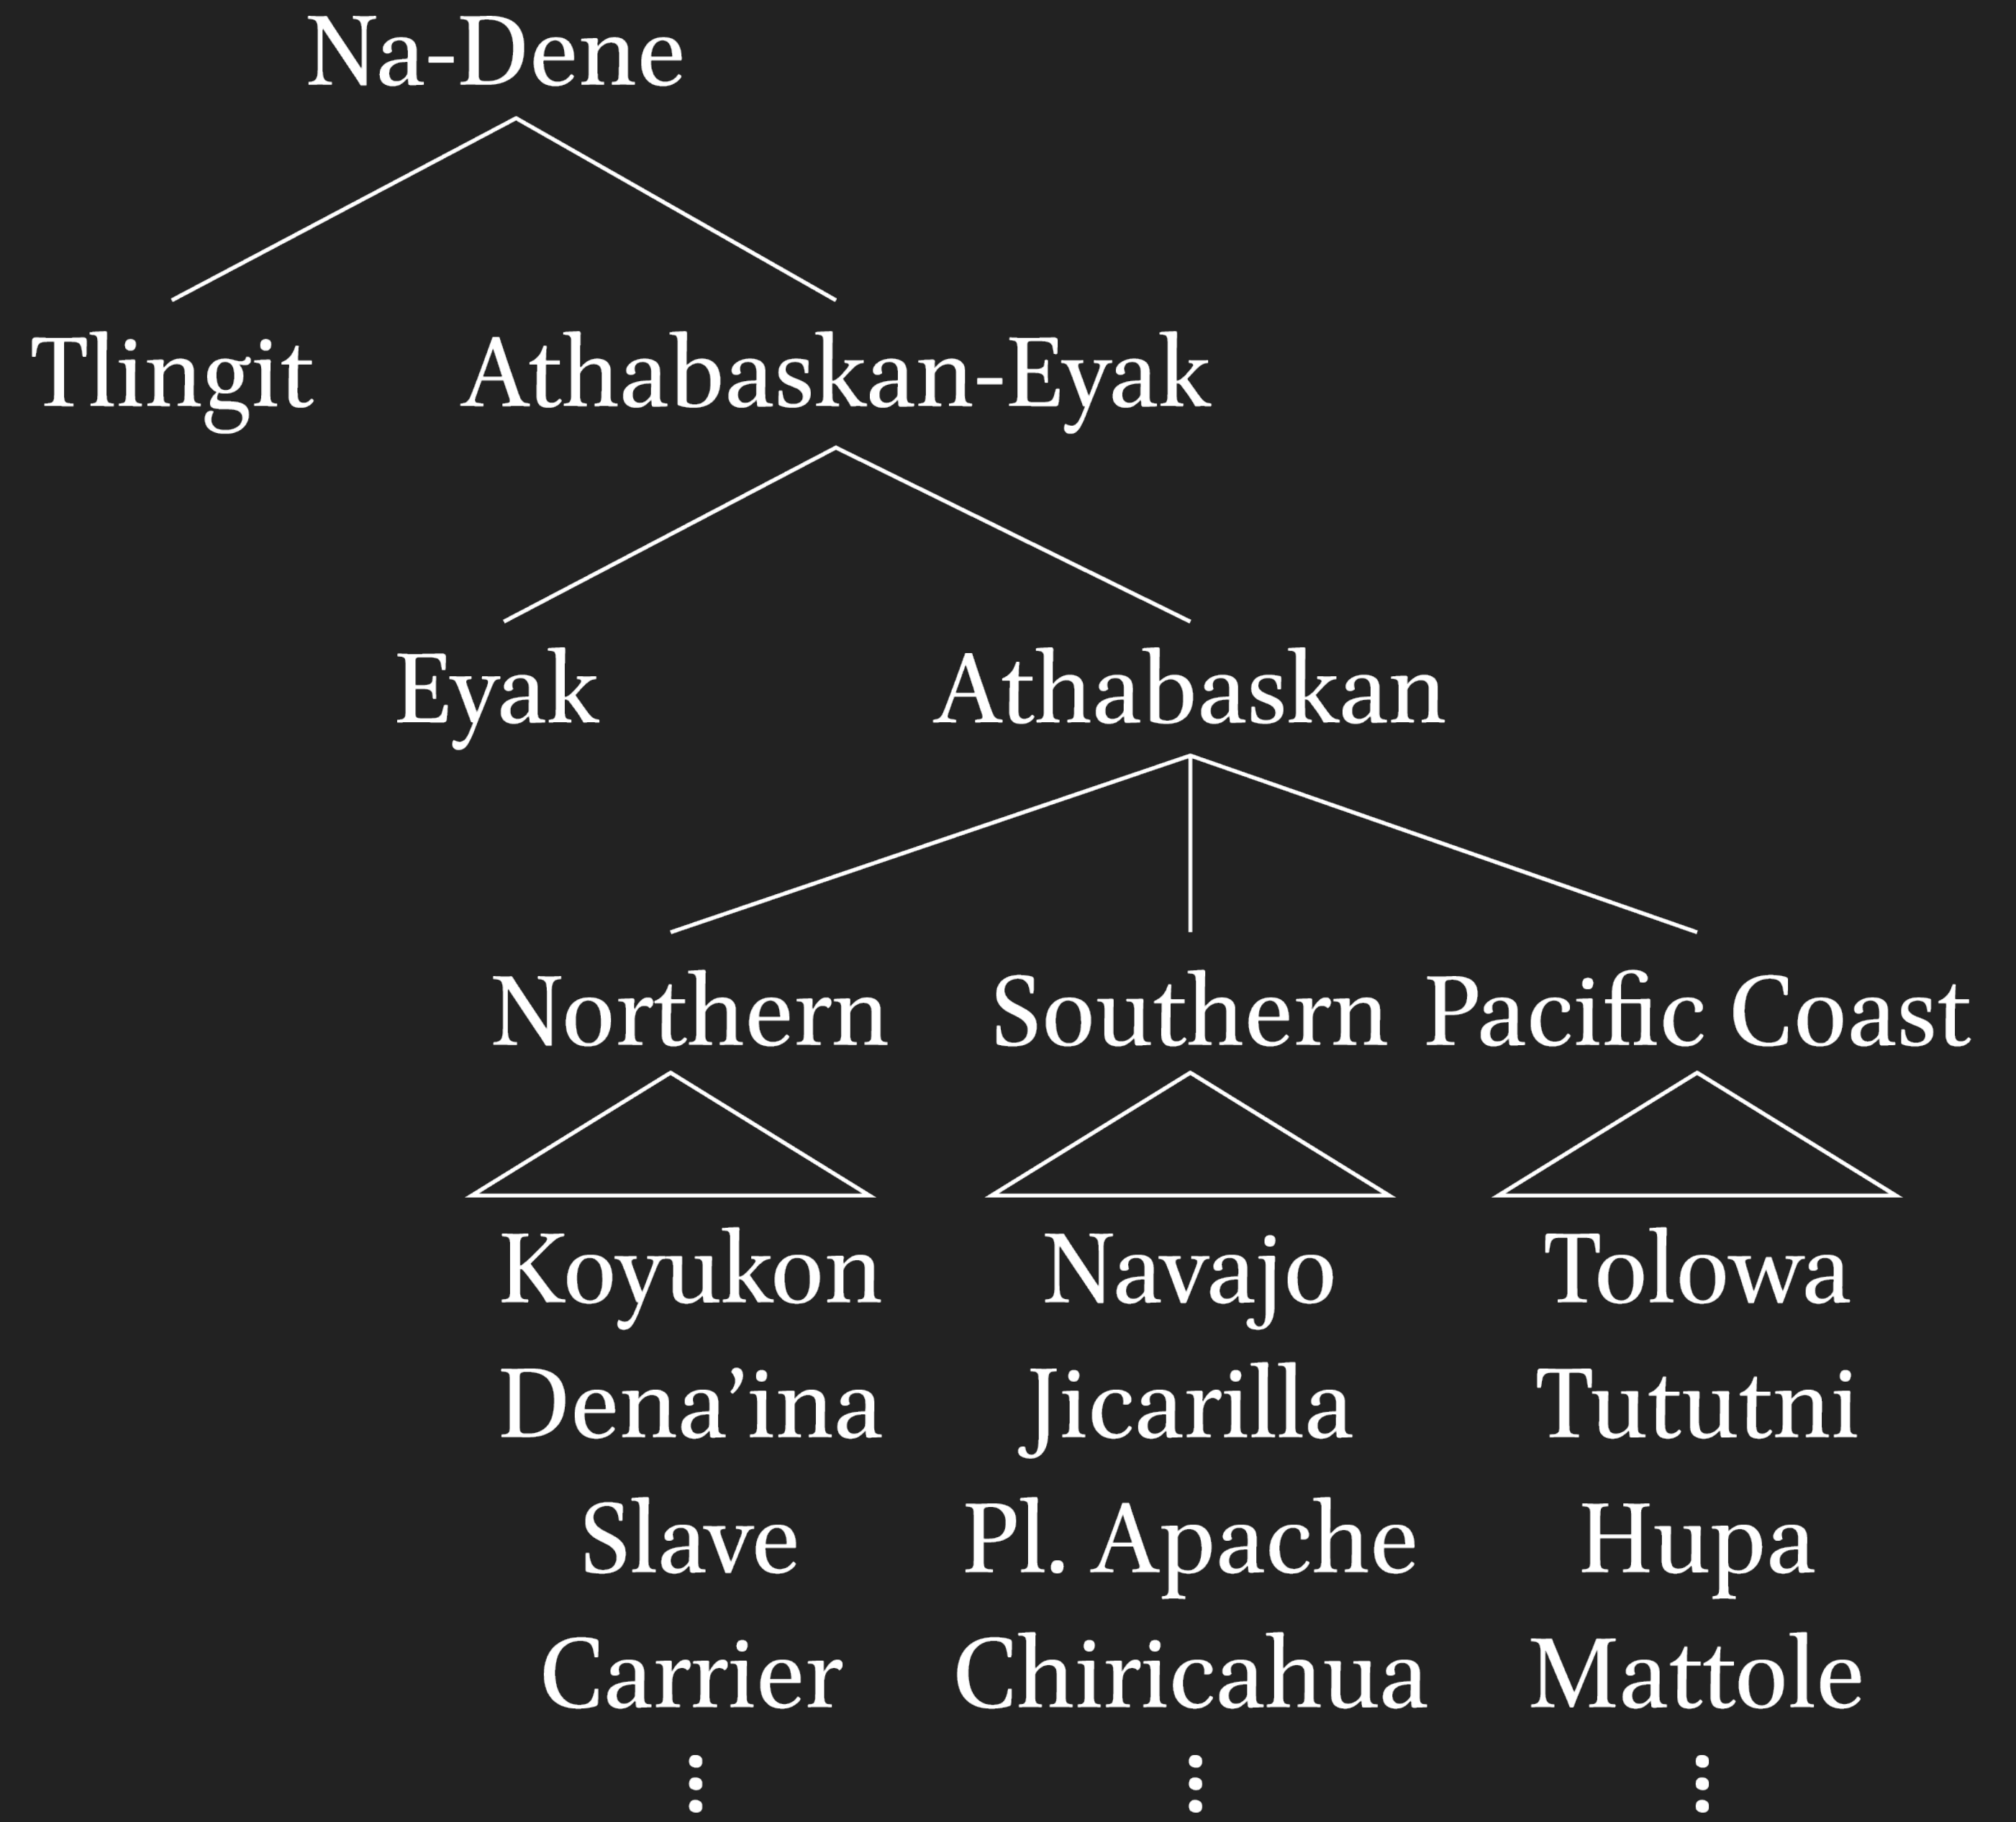 Na-Dene
Tlingit Athabaskan-Eyak
Eyak Athabaskan
Northern Southern Pacific Coast
Koyukon Navajo Tolowa
Dena’ina Jicarilla Tututni
Slave Pl. Apache Hupa
Carrier Chiricahua Mattole
⋮ ⋮ ⋮